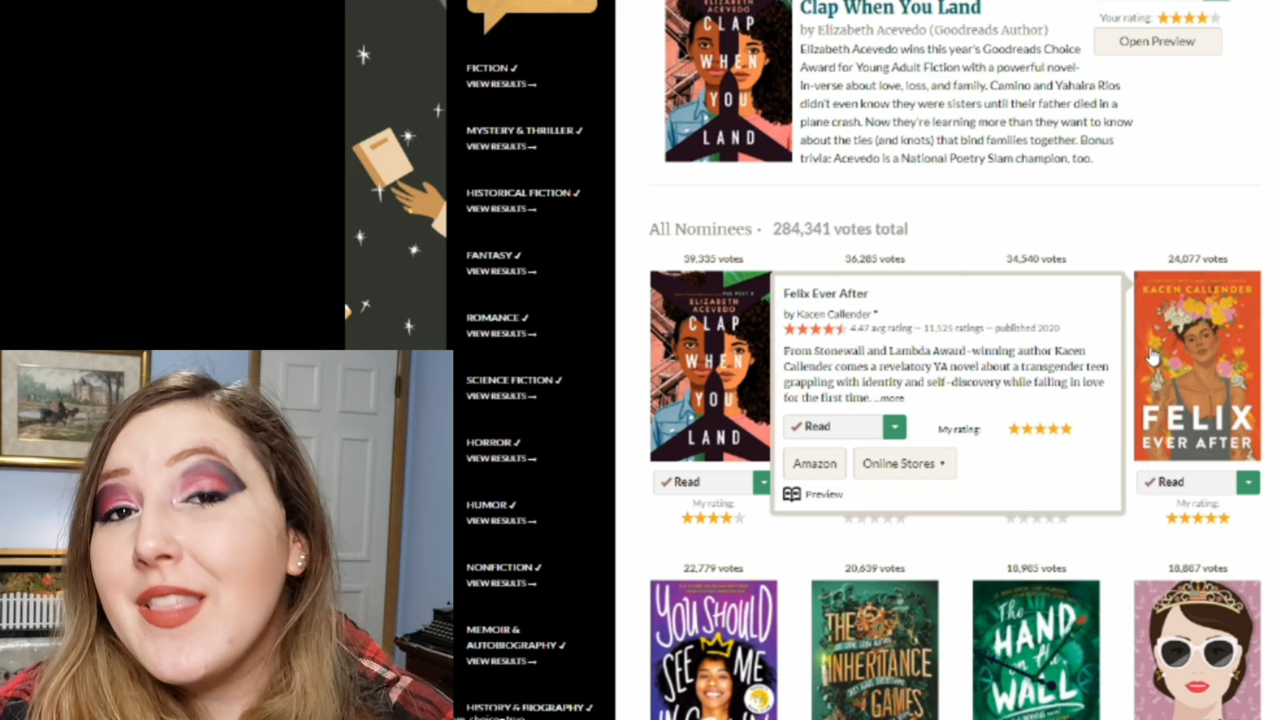 FICTION ✓
VIEW RESULTS →
MYSTERY & THRILLER ✓
VIEW RESULTS →
HISTORICAL FICTION ✓
VIEW RESULTS →
FANTASY ✓
VIEW RESULTS →
ROMANCE ✓
VIEW RESULTS →
SCIENCE FICTION ✓
VIEW RESULTS →
HORROR ✓
VIEW RESULTS →
HUMOR ✓
VIEW RESULTS →
NONFICTION ✓
VIEW RESULTS →
MEMOIR &
AUTOBIOGRAPHY ✓
VIEW RESULTS →
HISTORY & BIOGRAPHY ✓
CLAP
WHEN
YOU
LAND
Clap When You Land
by Elizabeth Acevedo (Goodreads Author)
Your rating:
Open Preview
Elizabeth Acevedo wins this year's Goodreads Choice
Award for Young Adult Fiction with a powerful novel-
in-verse about love, loss, and family. Camino and Yahaira Rios
didn't even know they were sisters until their father died in a
plane crash. Now they're learning more than they want to know
about the ties (and knots) that bind families together. Bonus
trivia: Acevedo is a National Poetry Slam champion, too.
All Nominees • 284,341 votes total
39,335 votes
36,285 votes
34,540 votes
24,077 votes
ELIZABETH
ACEVEDO
CLAP
WHEN
YOU
LAND
Read
My rating:
Felix Ever After
by Kacen Callender *
4.47 avg rating — 11,525 ratings — published 2020
From Stonewall and Lambda Award-winning author Kacen
Callender comes a revelatory YA novel about a transgender teen
grappling with identity and self-discovery while falling in love
for the first time. ...more
Read
My rating:
Amazon
Online Stores
Preview
KACEN CALLENDER
FELIX
EVER AFTER
Read
My rating:
22,779 votes
20,639 votes
18,985 votes
18,887 votes
YOU SHOULD
SEE ME
IN
THE
INHERITANCE
GAMES
The
HAND
on the
WALL